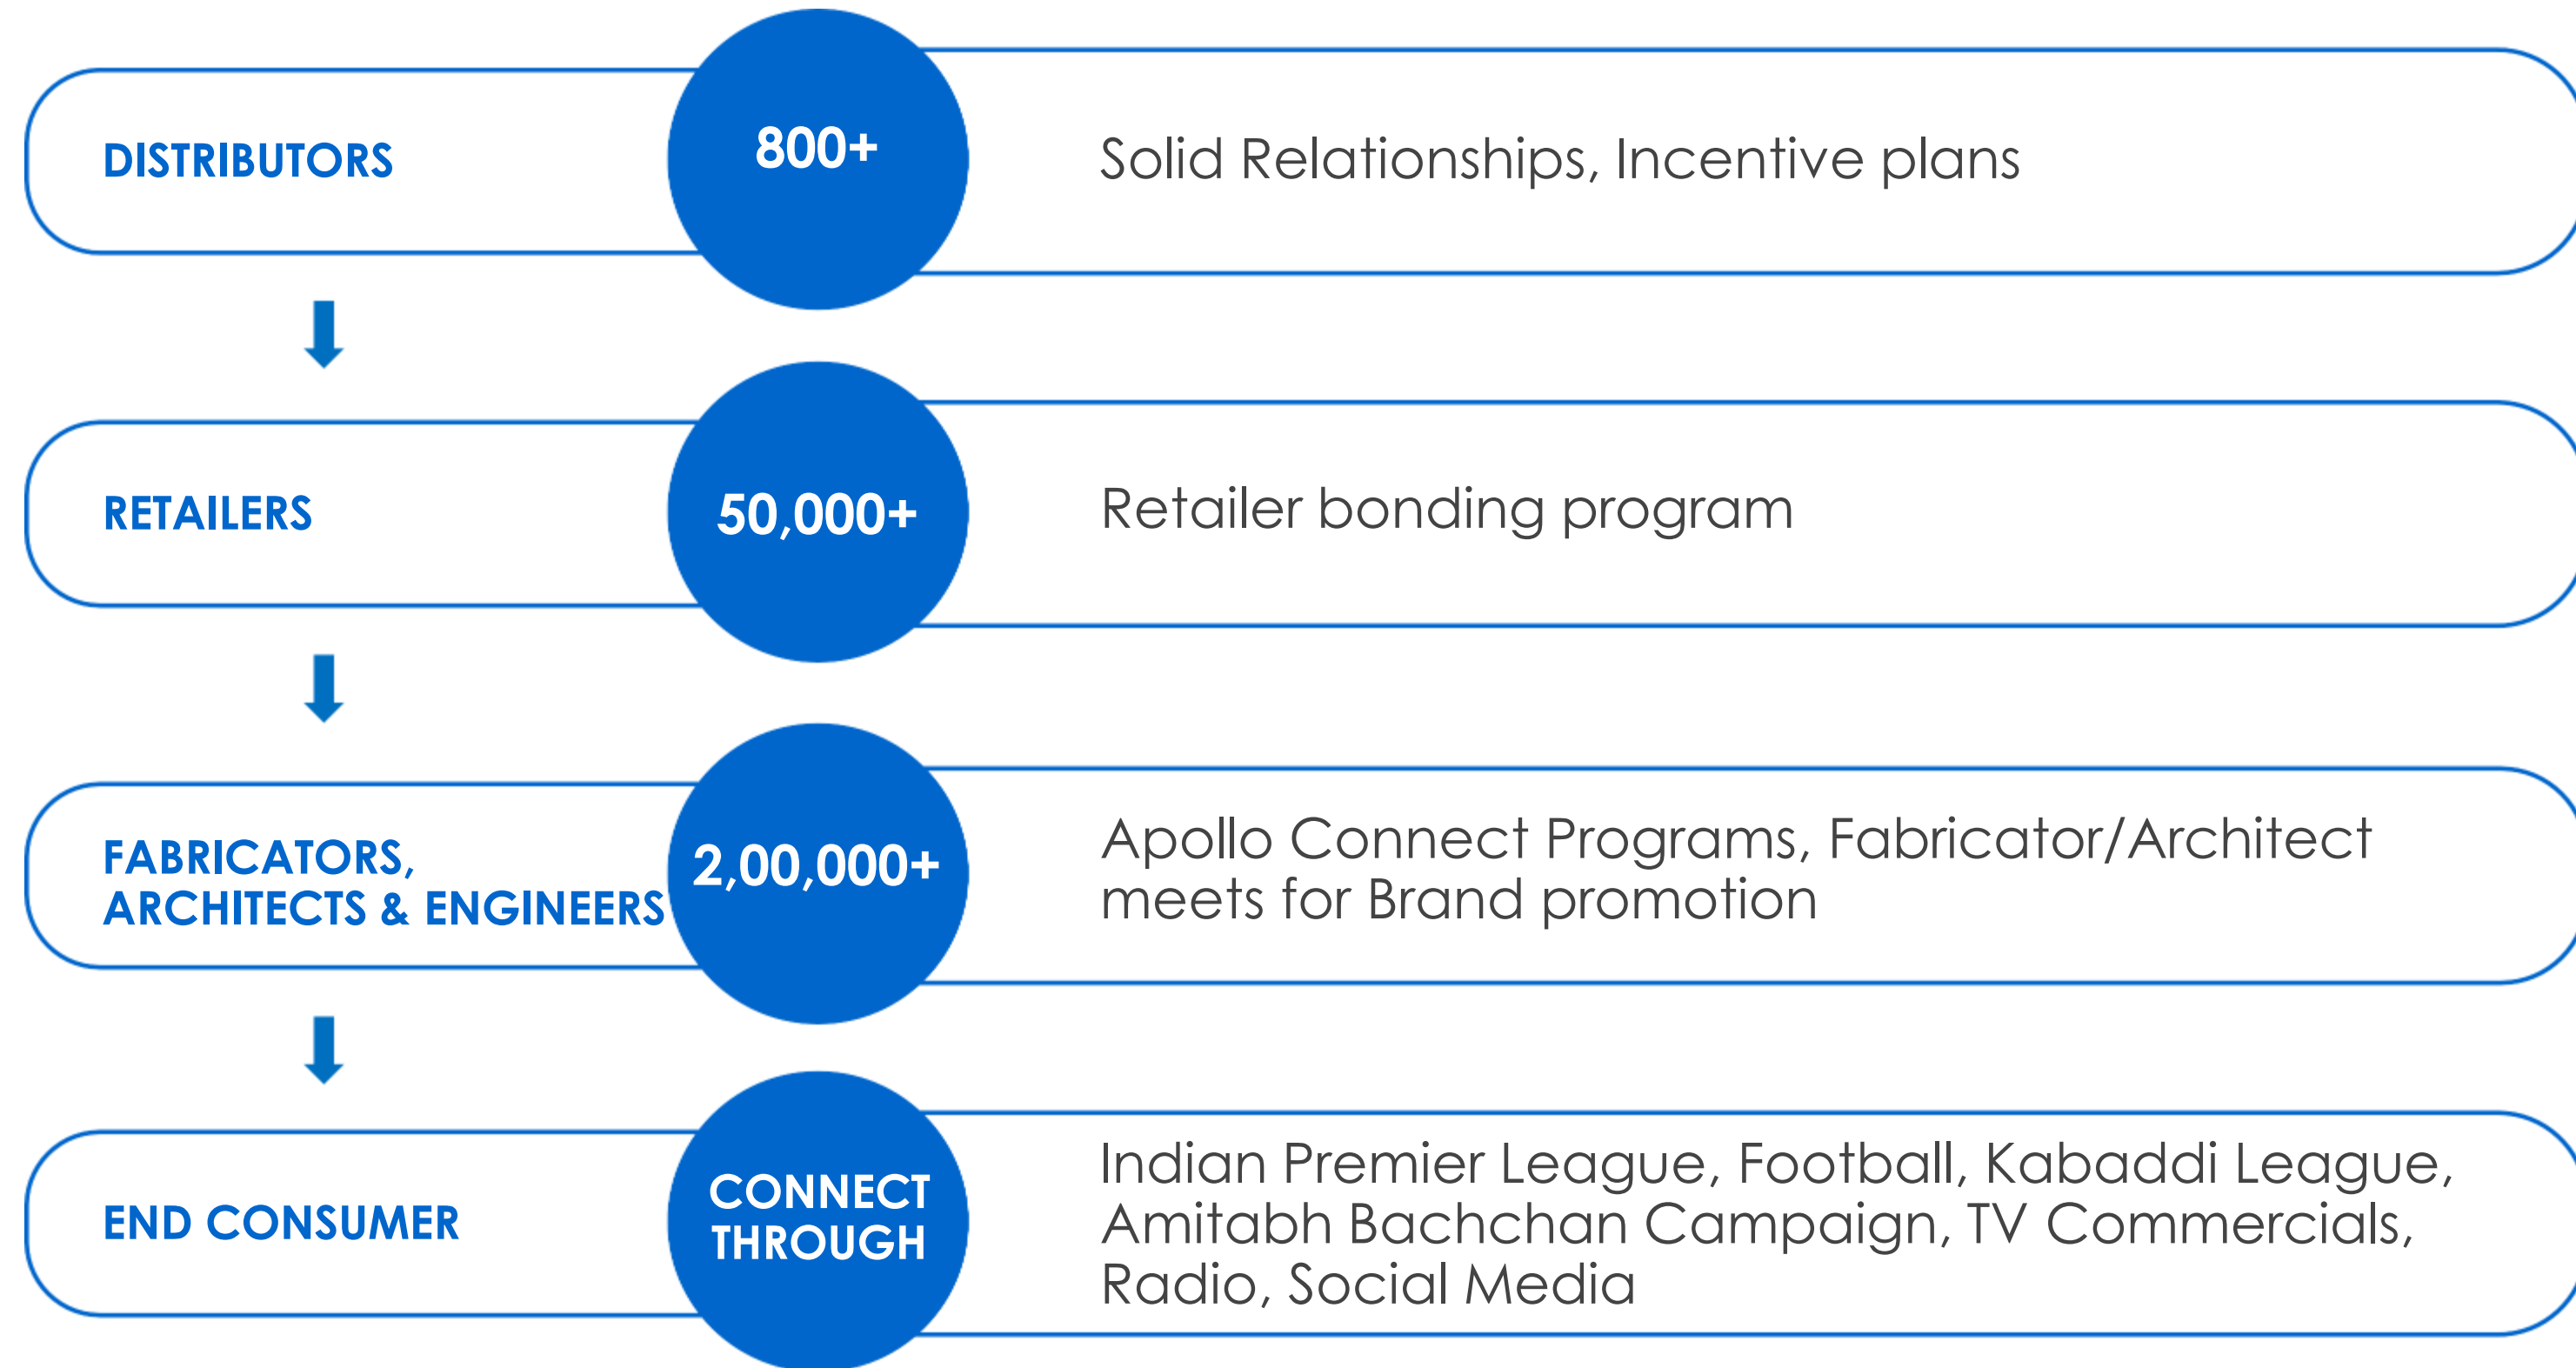 DISTRIBUTORS
800+
Solid Relationships, Incentive plans
RETAILERS
50,000+
Retailer bonding program
FABRICATORS,
ARCHITECTS & ENGINEERS
2,00,000+
Apollo Connect Programs, Fabricator/Architect
meets for Brand promotion
END CONSUMER
CONNECT
THROUGH
Indian Premier League, Football, Kabaddi League,
Amitabh Bachchan Campaign, TV Commercials,
Radio, Social Media